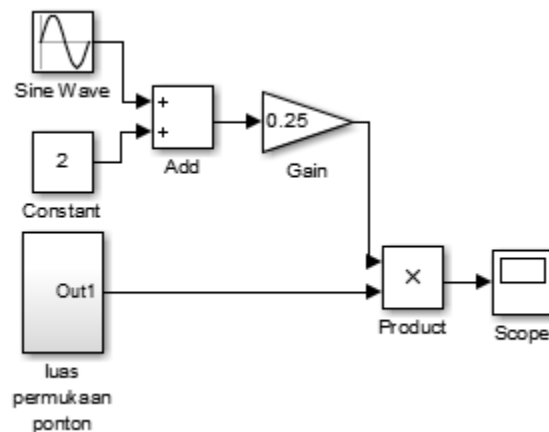 Sine Wave
+
+
Add
0.25
Gain
2
Constant
Out1
luas
permukaan
ponton
×
Product
Scope